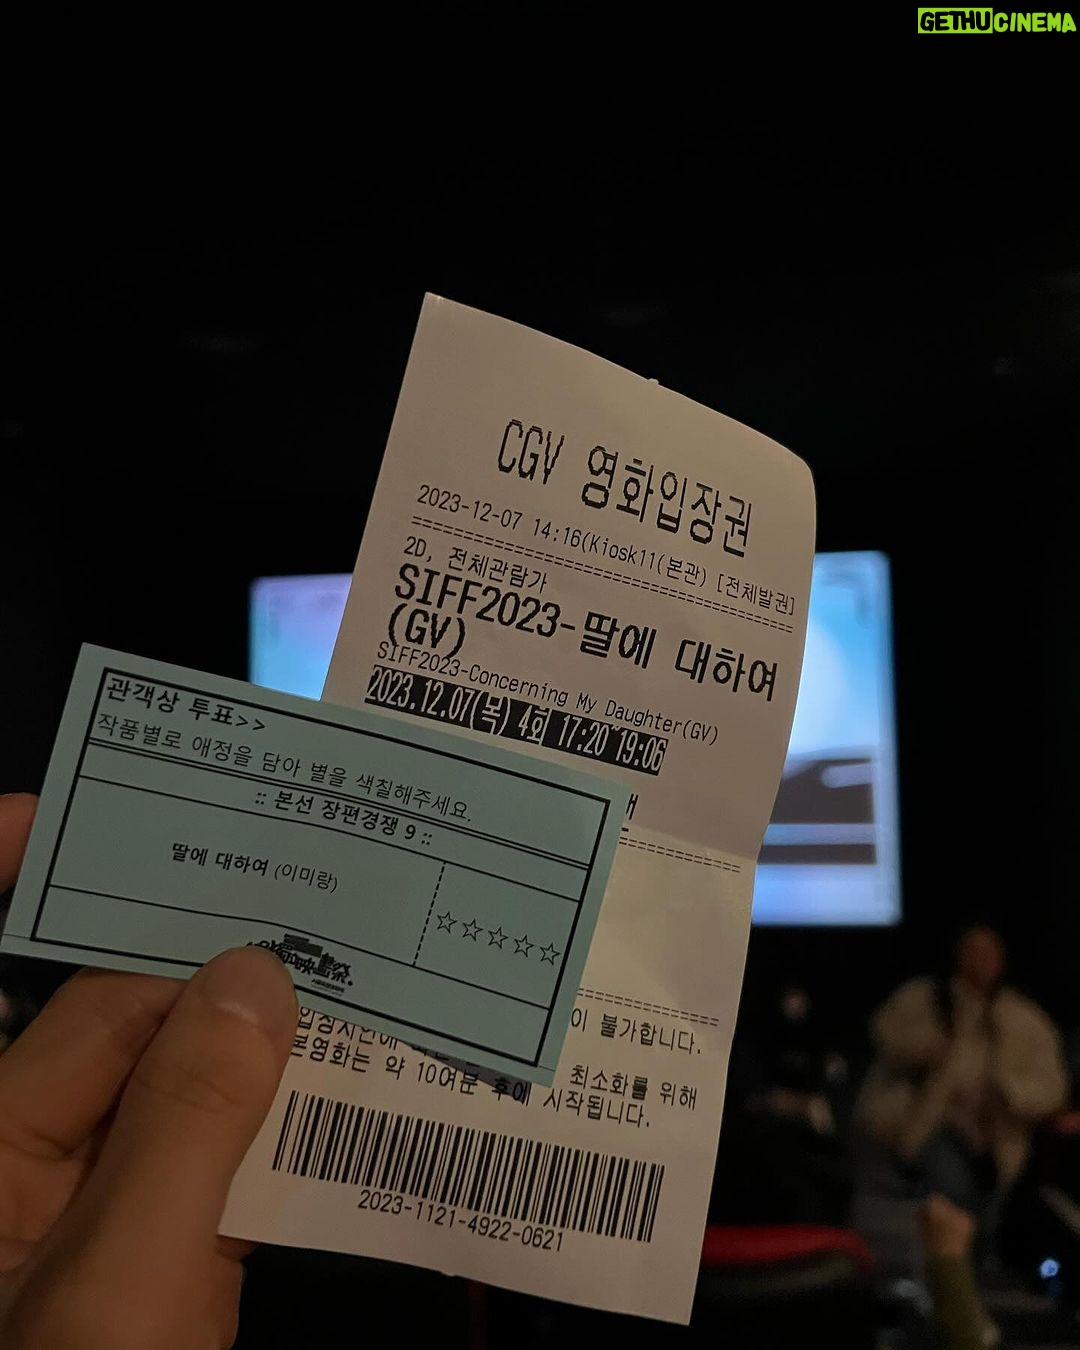 GETHUCINEMA
CGV 영화입장권
2023-12-07 14:16(Kiosk11(본관) [전체발권]
2D, 전체관람가
SIFF2023-딸에 대하여
(GV)
SIFF2023-Concerning My Daughter(GV)
2023.12.07(목) 4회 17:20~19:06
관객상 투표>>
작품별로 애정을 담아 별을 색칠해주세요.
:: 본선 장편경쟁 9 ::
딸에 대하여 (이미랑)
☆☆☆☆☆
이 불가합니다.
입장지연에 최소화를 위해
본영화는 약 10여분 후에 시작됩니다.
2023-1121-4922-0621